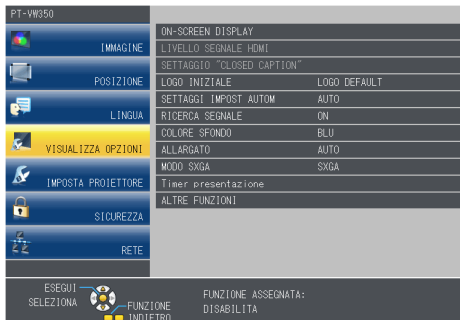 PT-VW350
IMMAGINE
POSIZIONE
LINGUA
VISUALIZZA OPZIONI
IMPOSTA PROIETTORE
SICUREZZA
RETE
ON-SCREEN DISPLAY
LIVELLO SEGNALE HDMI
SETTAGGIO "CLOSED CAPTION"
LOGO INIZIALE LOGO DEFAULT
SETTAGGI IMPOST AUTOM AUTO
RICERCA SEGNALE ON
COLORE SFONDO BLU
ALLARGATO AUTO
MODO SXGA SXGA
Timer presentazione
ALTRE FUNZIONI
ESEGUI
SELEZIONA
FUNZIONE
INDIETRO
FUNZIONE ASSEGNATA:
DISABILITA